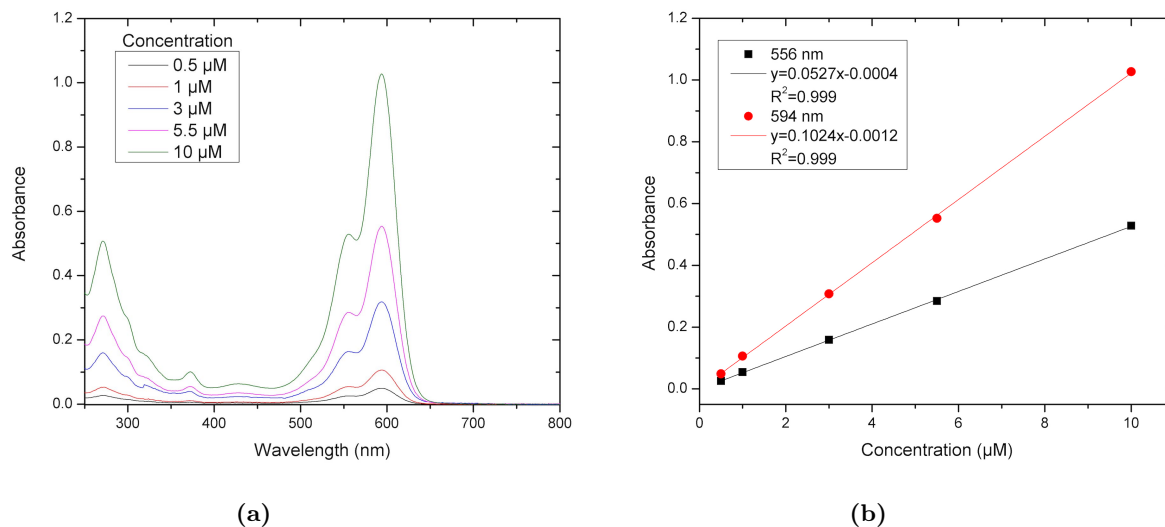 Concentration
0.5 µM
1 µM
3 µM
5.5 µM
10 µM
1.2
1.0
0.8
0.6
0.4
0.2
0.0
Absorbance
300
400
500
600
700
800
Wavelength (nm)
(a)
556 nm
y=0.0527x-0.0004
R²=0.999
594 nm
y=0.1024x-0.0012
R²=0.999
1.2
1.0
0.8
0.6
0.4
0.2
0.0
Absorbance
0
2
4
6
8
10
Concentration (µM)
(b)